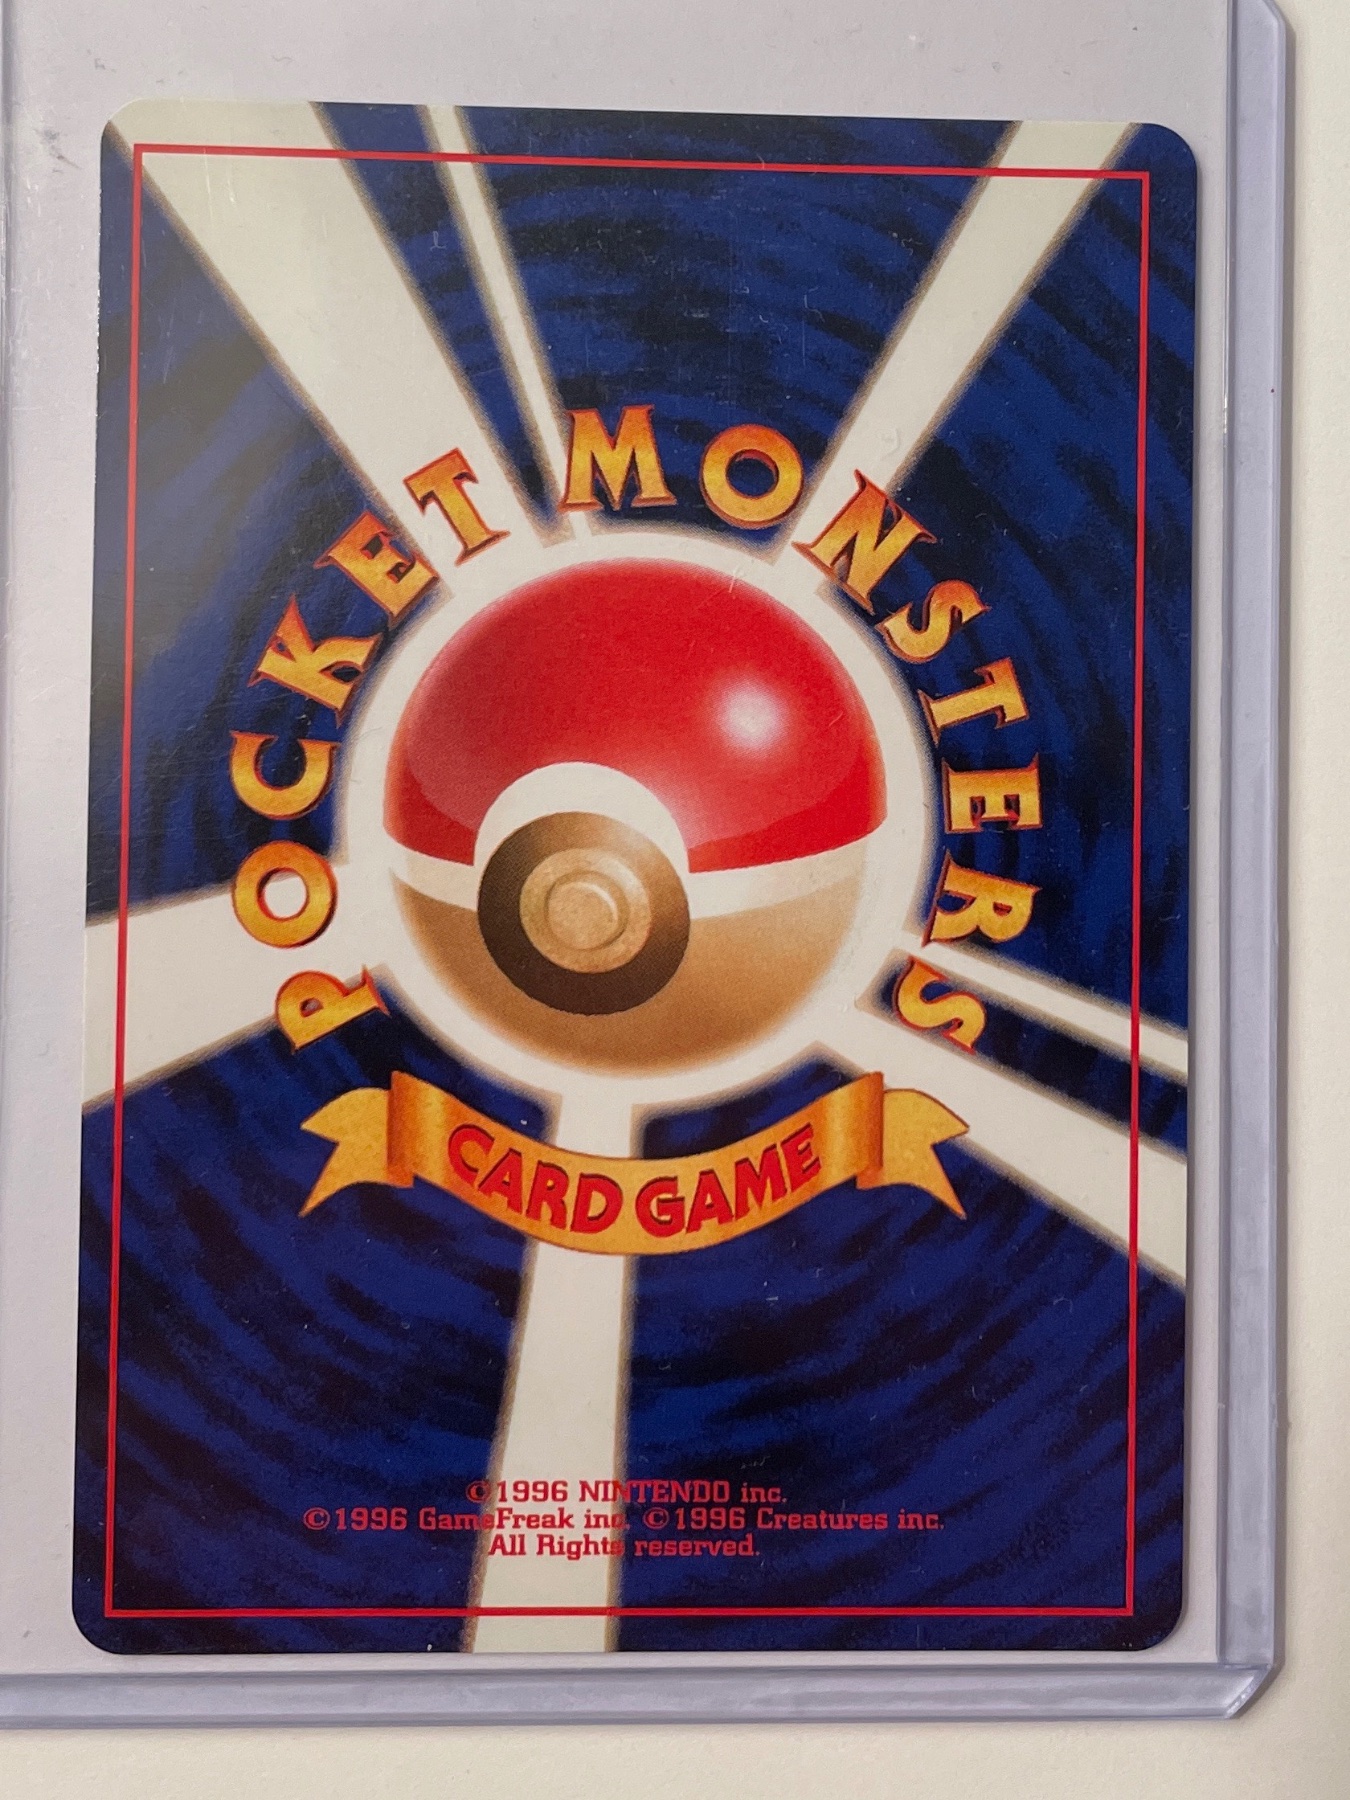 POCKET MONSTERS
CARD GAME
©1996 NINTENDO inc.
©1996 GameFreak inc. ©1996 Creatures inc.
All Rights reserved.